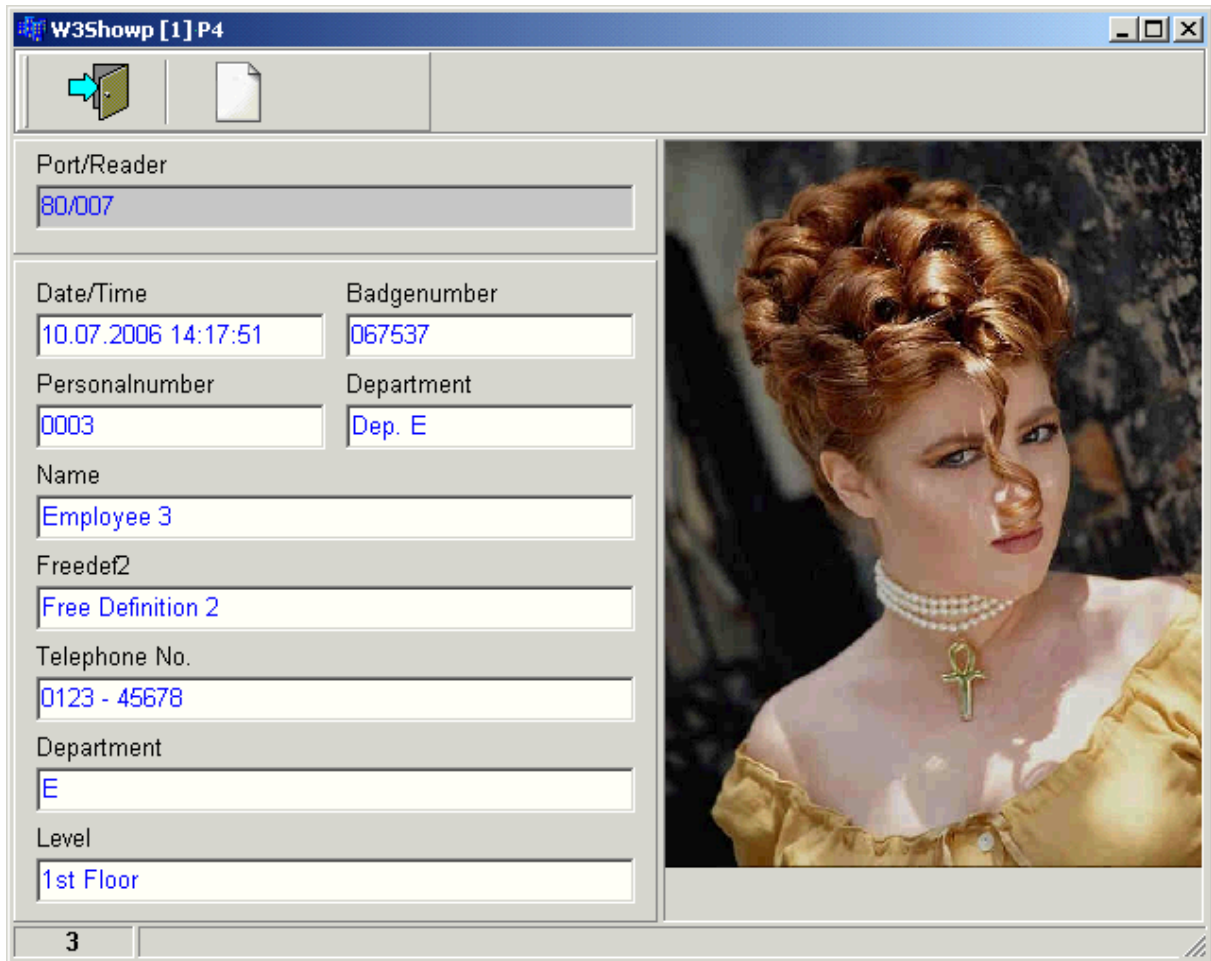 W3Showp [1] P4
Port/Reader
80/007
Date/Time Badgenumber
10.07.2006 14:17:51 067537
Personalnumber Department
0003 Dep. E
Name
Employee 3
Freedef2
Free Definition 2
Telephone No.
0123 - 45678
Department
E
Level
1st Floor
3